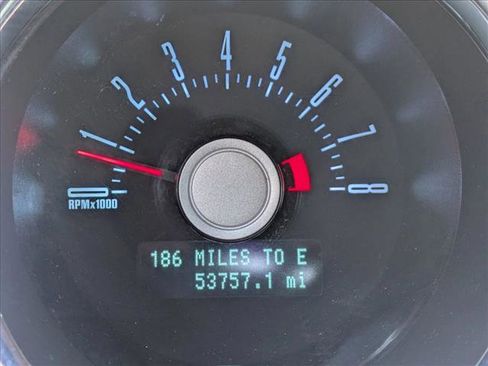 0 1 2 3 4 5 6 7 8
RPMx1000
186 MILES TO E
53757.1 mi